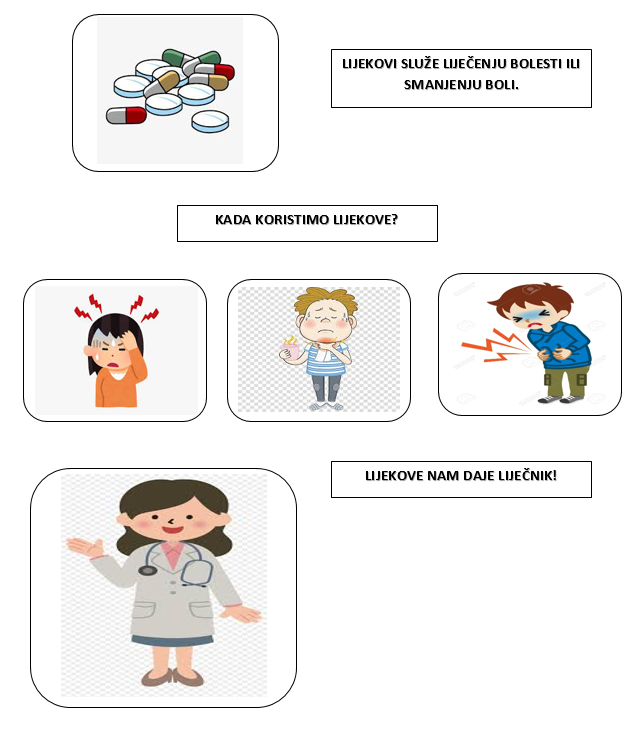 LIJEKOVI SLUŽE LIJEČENJU BOLESTI ILI
SMANJENJU BOLI.
KADA KORISTIMO LIJEKOVE?
LIJEKOVE NAM DAJE LIJEČNIK!